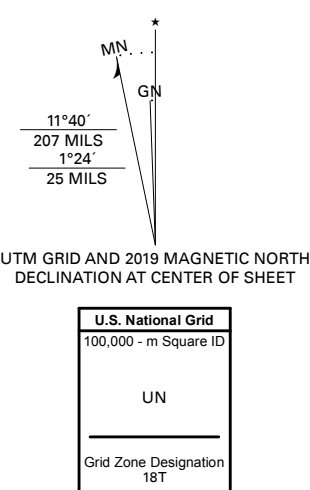 ★
MN
GN
11°40´
207 MILS
1°24´
25 MILS
UTM GRID AND 2019 MAGNETIC NORTH
DECLINATION AT CENTER OF SHEET
U.S. National Grid
100,000 - m Square ID
UN
Grid Zone Designation
18T